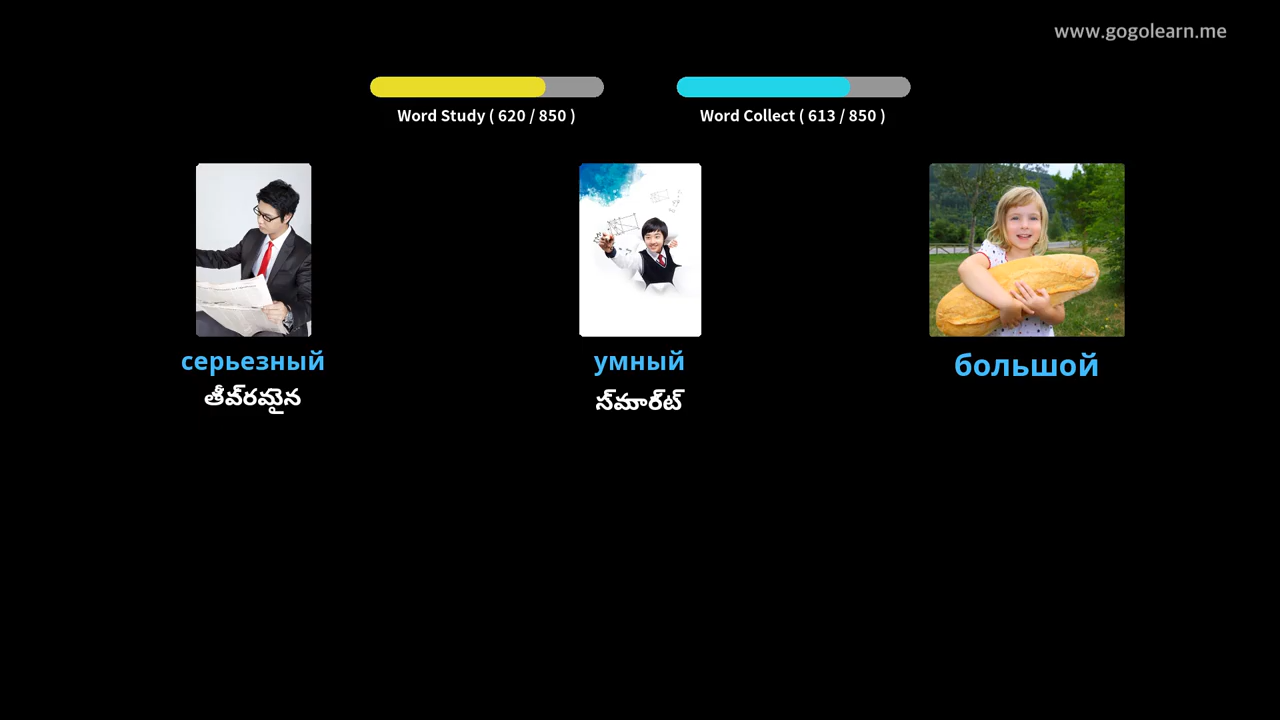 www.gogolearn.me
Word Study ( 620 / 850 )
Word Collect ( 613 / 850 )
серьезный
తీవ్రమైన
умный
స్మార్ట్
большой